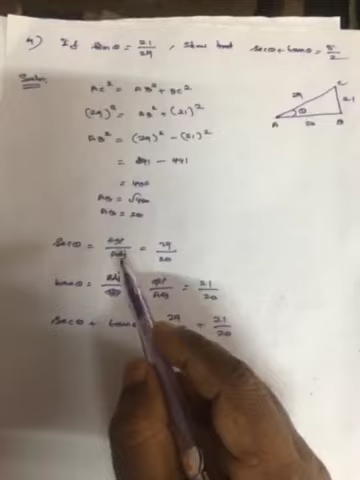 4) If sinθ = 21/29, show that secθ + tanθ = 5/2
AC² = AB² + BC²
(29)² = AB² + (21)²
AB² = (29)² - (21)²
= 841 - 441
= 400
AB = √400
AB = 20
C
29
21
θ
A
20
B
secθ = /adj = 29/20
tanθ = = 21/20
secθ + tanθ 29 + 21/20